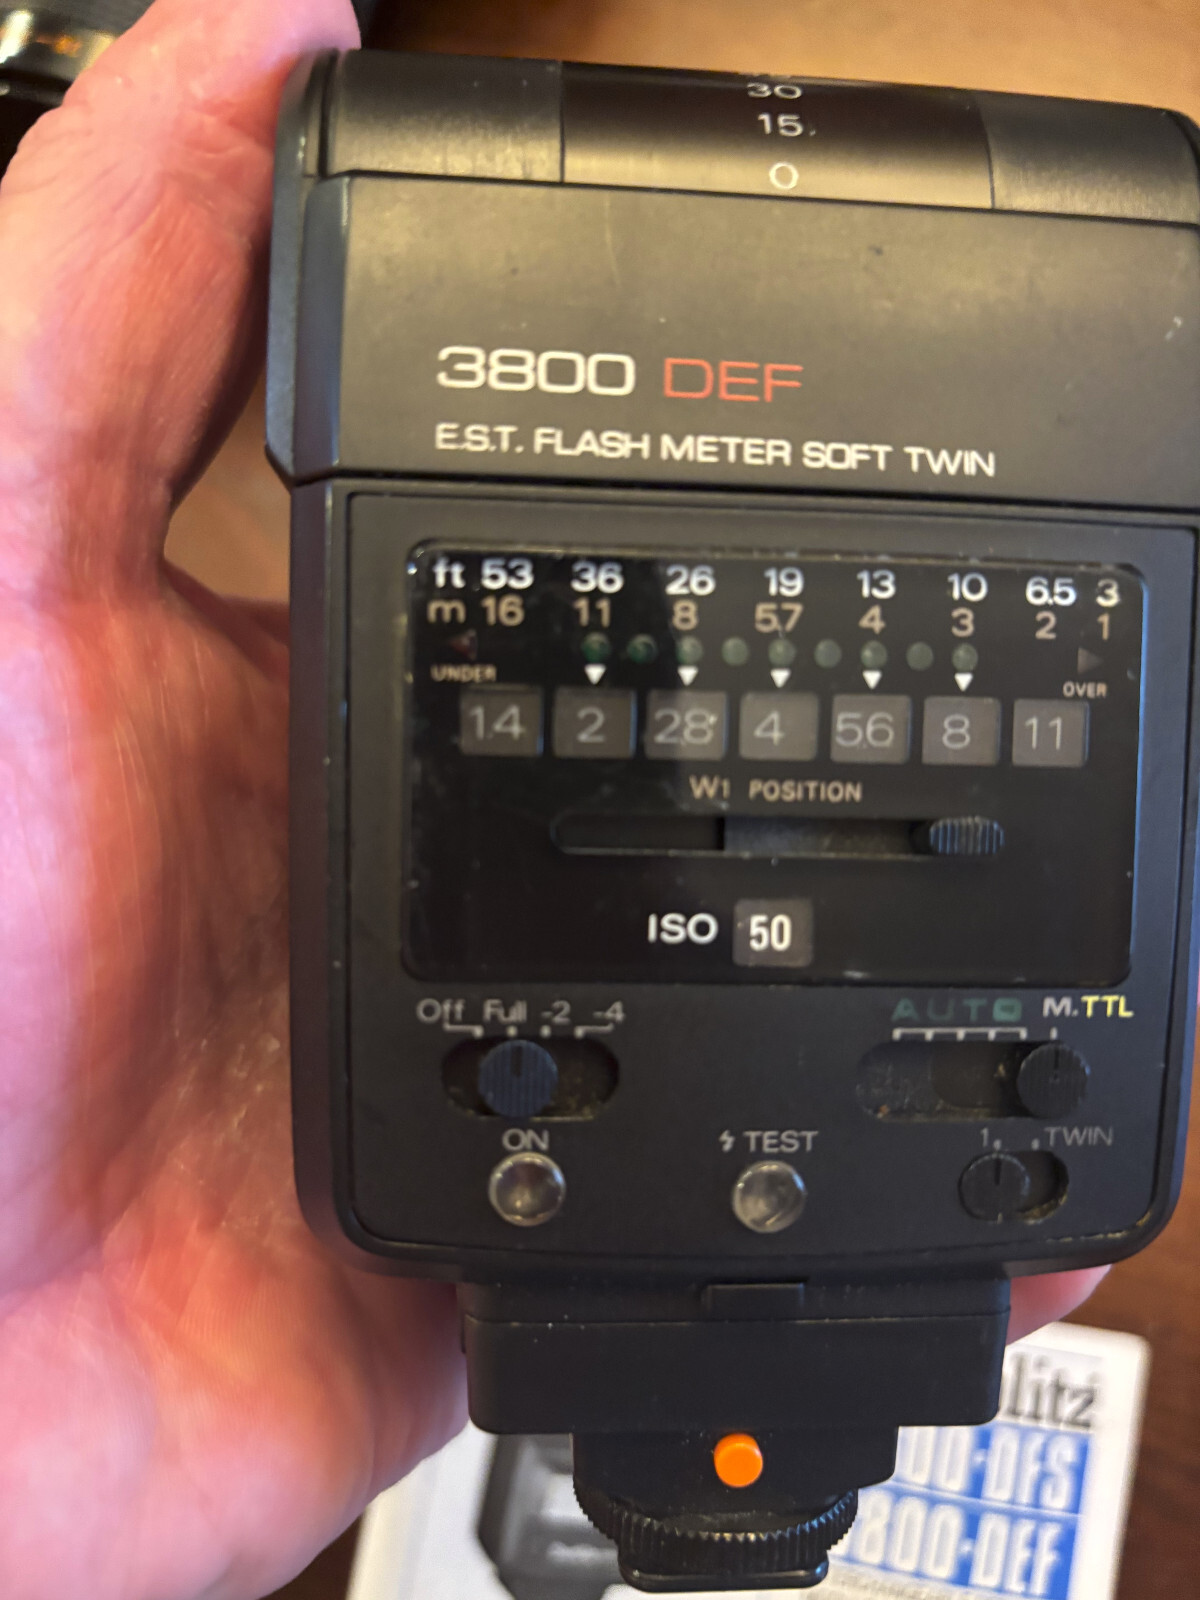 30
15
0
3800 DEF
E.S.T. FLASH METER SOFT TWIN
ft 53 36 26 19 13 10 6.5 3
m 16 11 8 5.7 4 3 2 1
UNDER OVER
1.4 2 2.8 4 5.6 8 11
W1 POSITION
ISO 50
Off Full -2 -4 AUTO M.TTL
ON TEST 1 TWIN
litz
00-DFS
800-DEF